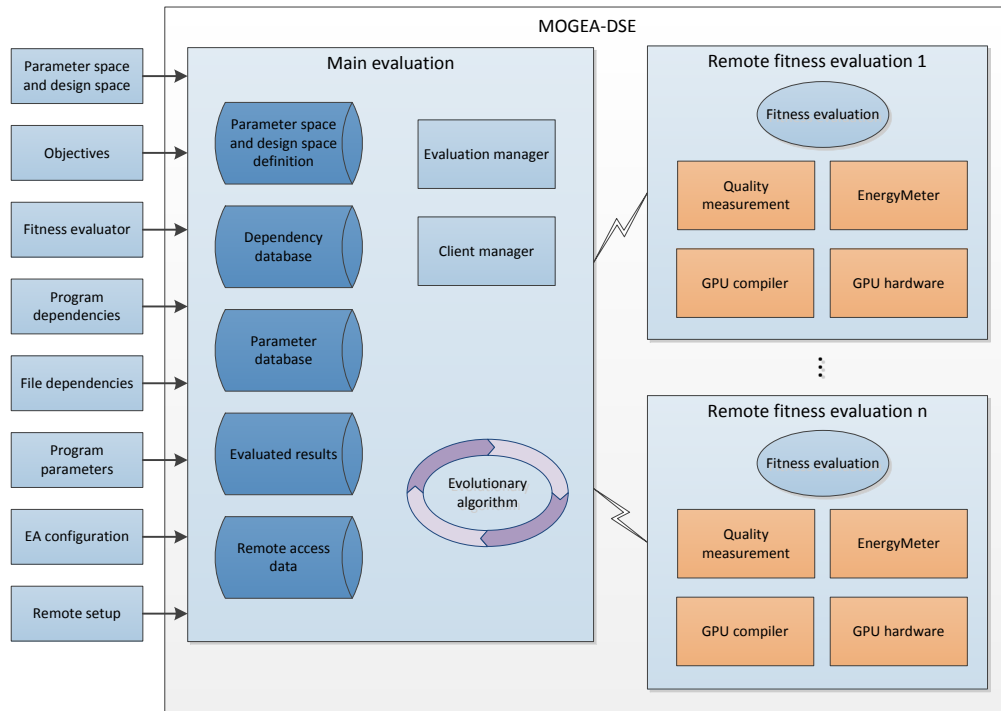 MOGEA-DSE
Parameter space
and design space
Objectives
Fitness evaluator
Program
dependencies
File dependencies
Program
parameters
EA configuration
Remote setup
Main evaluation
Parameter space
and design space
definition
Dependency
database
Parameter
database
Evaluated results
Remote access
data
Evaluation manager
Client manager
Evolutionary
algorithm
Remote fitness evaluation 1
Fitness evaluation
Quality
measurement
EnergyMeter
GPU compiler
GPU hardware
Remote fitness evaluation n
Fitness evaluation
Quality
measurement
EnergyMeter
GPU compiler
GPU hardware